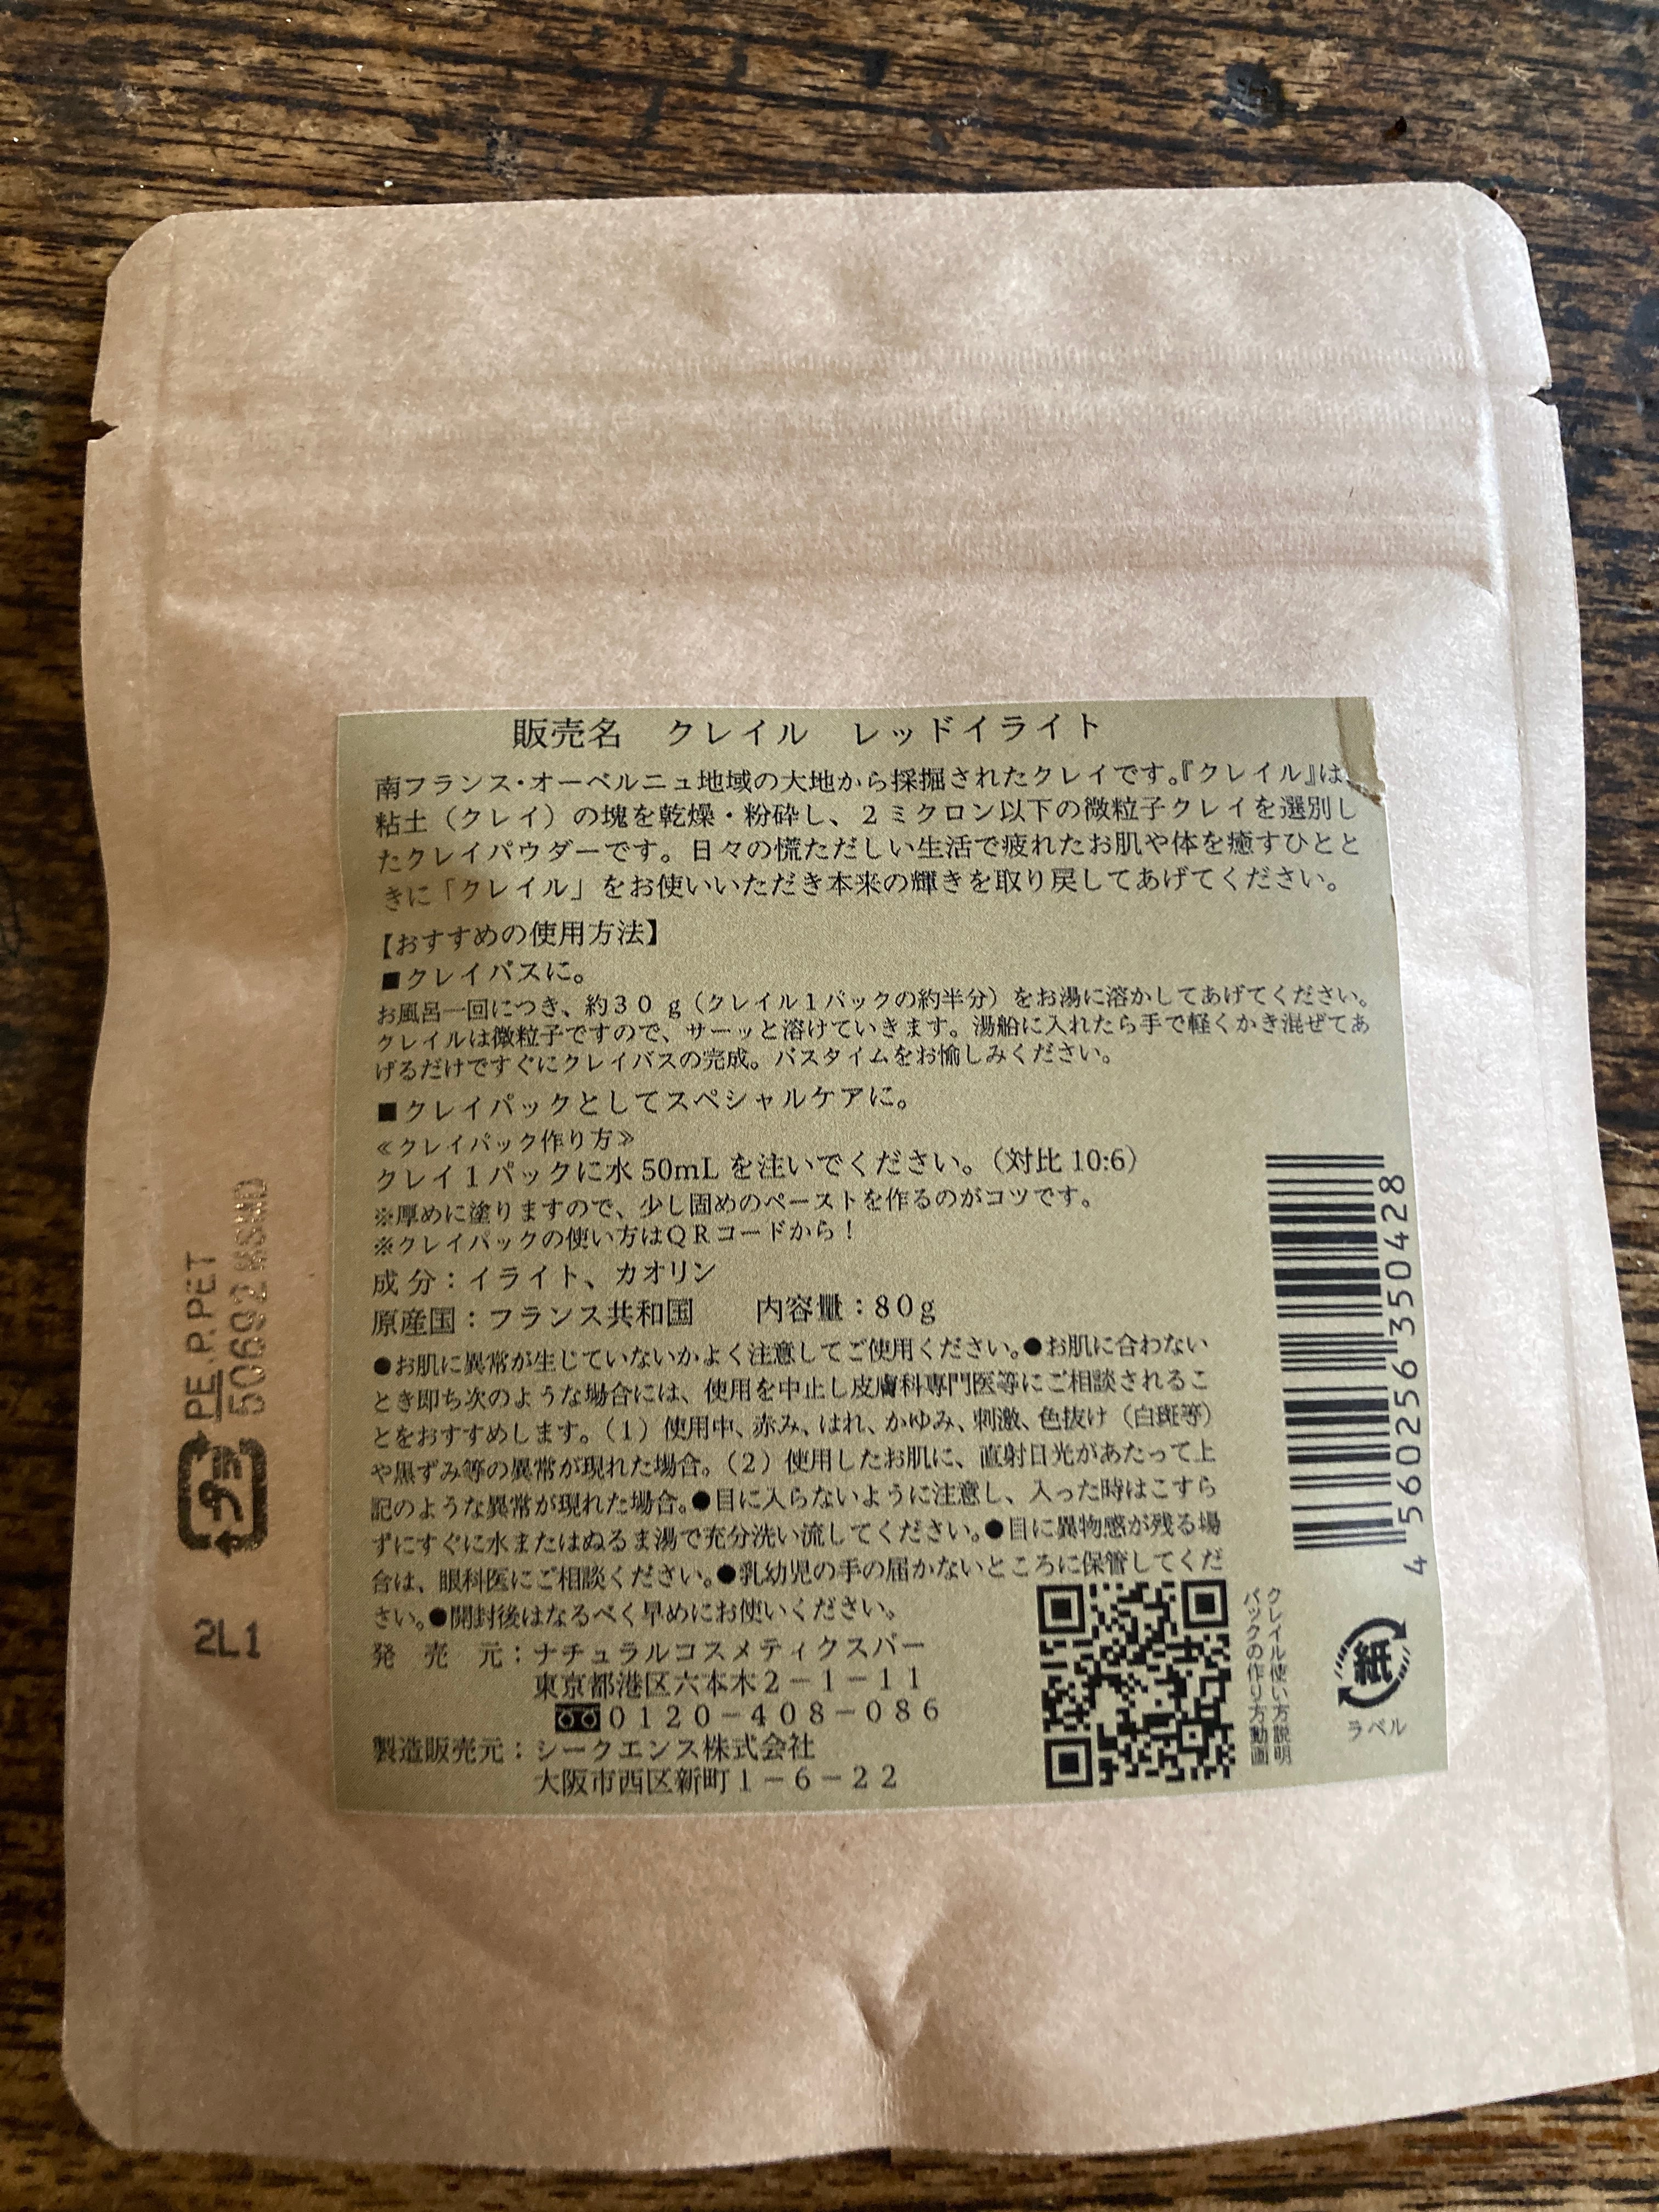 販売名　クレイル　レッドイライト
南フランス・オーベルニュ地域の大地から採掘されたクレイです。『クレイル』は、
粘土（クレイ）の塊を乾燥・粉砕し、2ミクロン以下の微粒子クレイを選別し
たクレイパウダーです。日々の慌ただしい生活で疲れたお肌や体を癒すひとと
きに「クレイル」をお使いいただき本来の輝きを取り戻してあげてください。
【おすすめの使用方法】
■クレイバスに。
お風呂一回につき、約30 g（クレイル1パックの約半分）をお湯に溶かしてあげてください。
クレイルは微粒子ですので、サーッと溶けていきます。湯船に入れたら手で軽くかき混ぜてあ
げるだけですぐにクレイバスの完成。バスタイムをお愉しみください。
■クレイパックとしてスペシャルケアに。
≪クレイパック作り方≫
クレイ1パックに水50mLを注いでください。（対比10:6）
※厚めに塗りますので、少し固めのペーストを作るのがコツです。
※クレイパックの使い方はQRコードから！
成分：イライト、カオリン
原産国：フランス共和国　　内容量：80g
●お肌に異常が生じていないかよく注意してご使用ください。●お肌に合わない
とき即ち次のような場合には、使用を中止し皮膚科専門医等にご相談されるこ
とをおすすめします。（1）使用中、赤み、はれ、かゆみ、刺激、色抜け（白斑等）
や黒ずみ等の異常が現れた場合。（2）使用したお肌に、直射日光があたって上
記のような異常が現れた場合。●目に入らないように注意し、入った時はこすら
ずにすぐに水またはぬるま湯で充分洗い流してください。●目に異物感が残る場
合は、眼科医にご相談ください。●乳幼児の手の届かないところに保管してくだ
さい。●開封後はなるべく早めにお使いください。
発　売　元：ナチュラルコスメティクスバー
東京都港区六本木2－1－11
0120－408－086
製造販売元：シークエンス株式会社
大阪市西区新町1－6－22
クレイル使い方説明
パックの作り方動画
4560256350428
紙
ラベル
プラ
PE.P.PET
50692
2L1